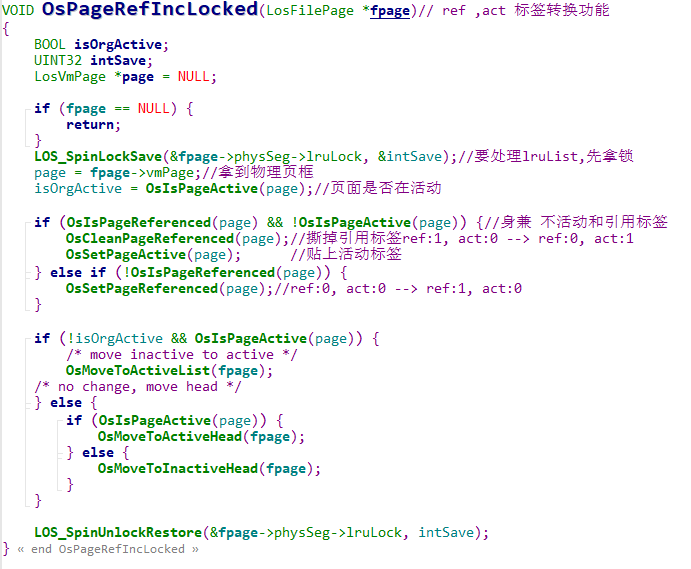 VOID OsPageRefIncLocked(LosFilePage *fpage)// ref ,act 标签转换功能
{
    BOOL isOrgActive;
    UINT32 intSave;
    LosVmPage *page = NULL;

    if (fpage == NULL) {
        return;
    }
    LOS_SpinLockSave(&fpage->physSeg->lruLock, &intSave);//要处理lruList,先拿锁
    page = fpage->vmPage;//拿到物理页框
    isOrgActive = OsIsPageActive(page);//页面是否在活动

    if (OsIsPageReferenced(page) && !OsIsPageActive(page)) {//身兼 不活动和引用标签
        OsCleanPageReferenced(page);//撕掉引用标签ref:1, act:0 --> ref:0, act:1
        OsSetPageActive(page);      //贴上活动标签
    } else if (!OsIsPageReferenced(page)) {
        OsSetPageReferenced(page);//ref:0, act:0 --> ref:1, act:0
    }

    if (!isOrgActive && OsIsPageActive(page)) {
        /* move inactive to active */
        OsMoveToActiveList(fpage);
    /* no change, move head */
    } else {
        if (OsIsPageActive(page)) {
            OsMoveToActiveHead(fpage);
        } else {
            OsMoveToInactiveHead(fpage);
        }
    }

    LOS_SpinUnlockRestore(&fpage->physSeg->lruLock, intSave);
} « end OsPageRefIncLocked »